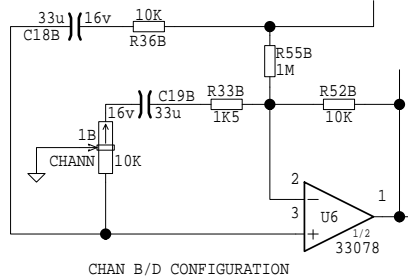 33u 16v 10K
C18B R36B
R55B
1M
C19B R33B R52B
16v 33u 1K5 10K
1B
CHANN 10K
2 1
3 U6
1/2
33078
CHAN B/D CONFIGURATION